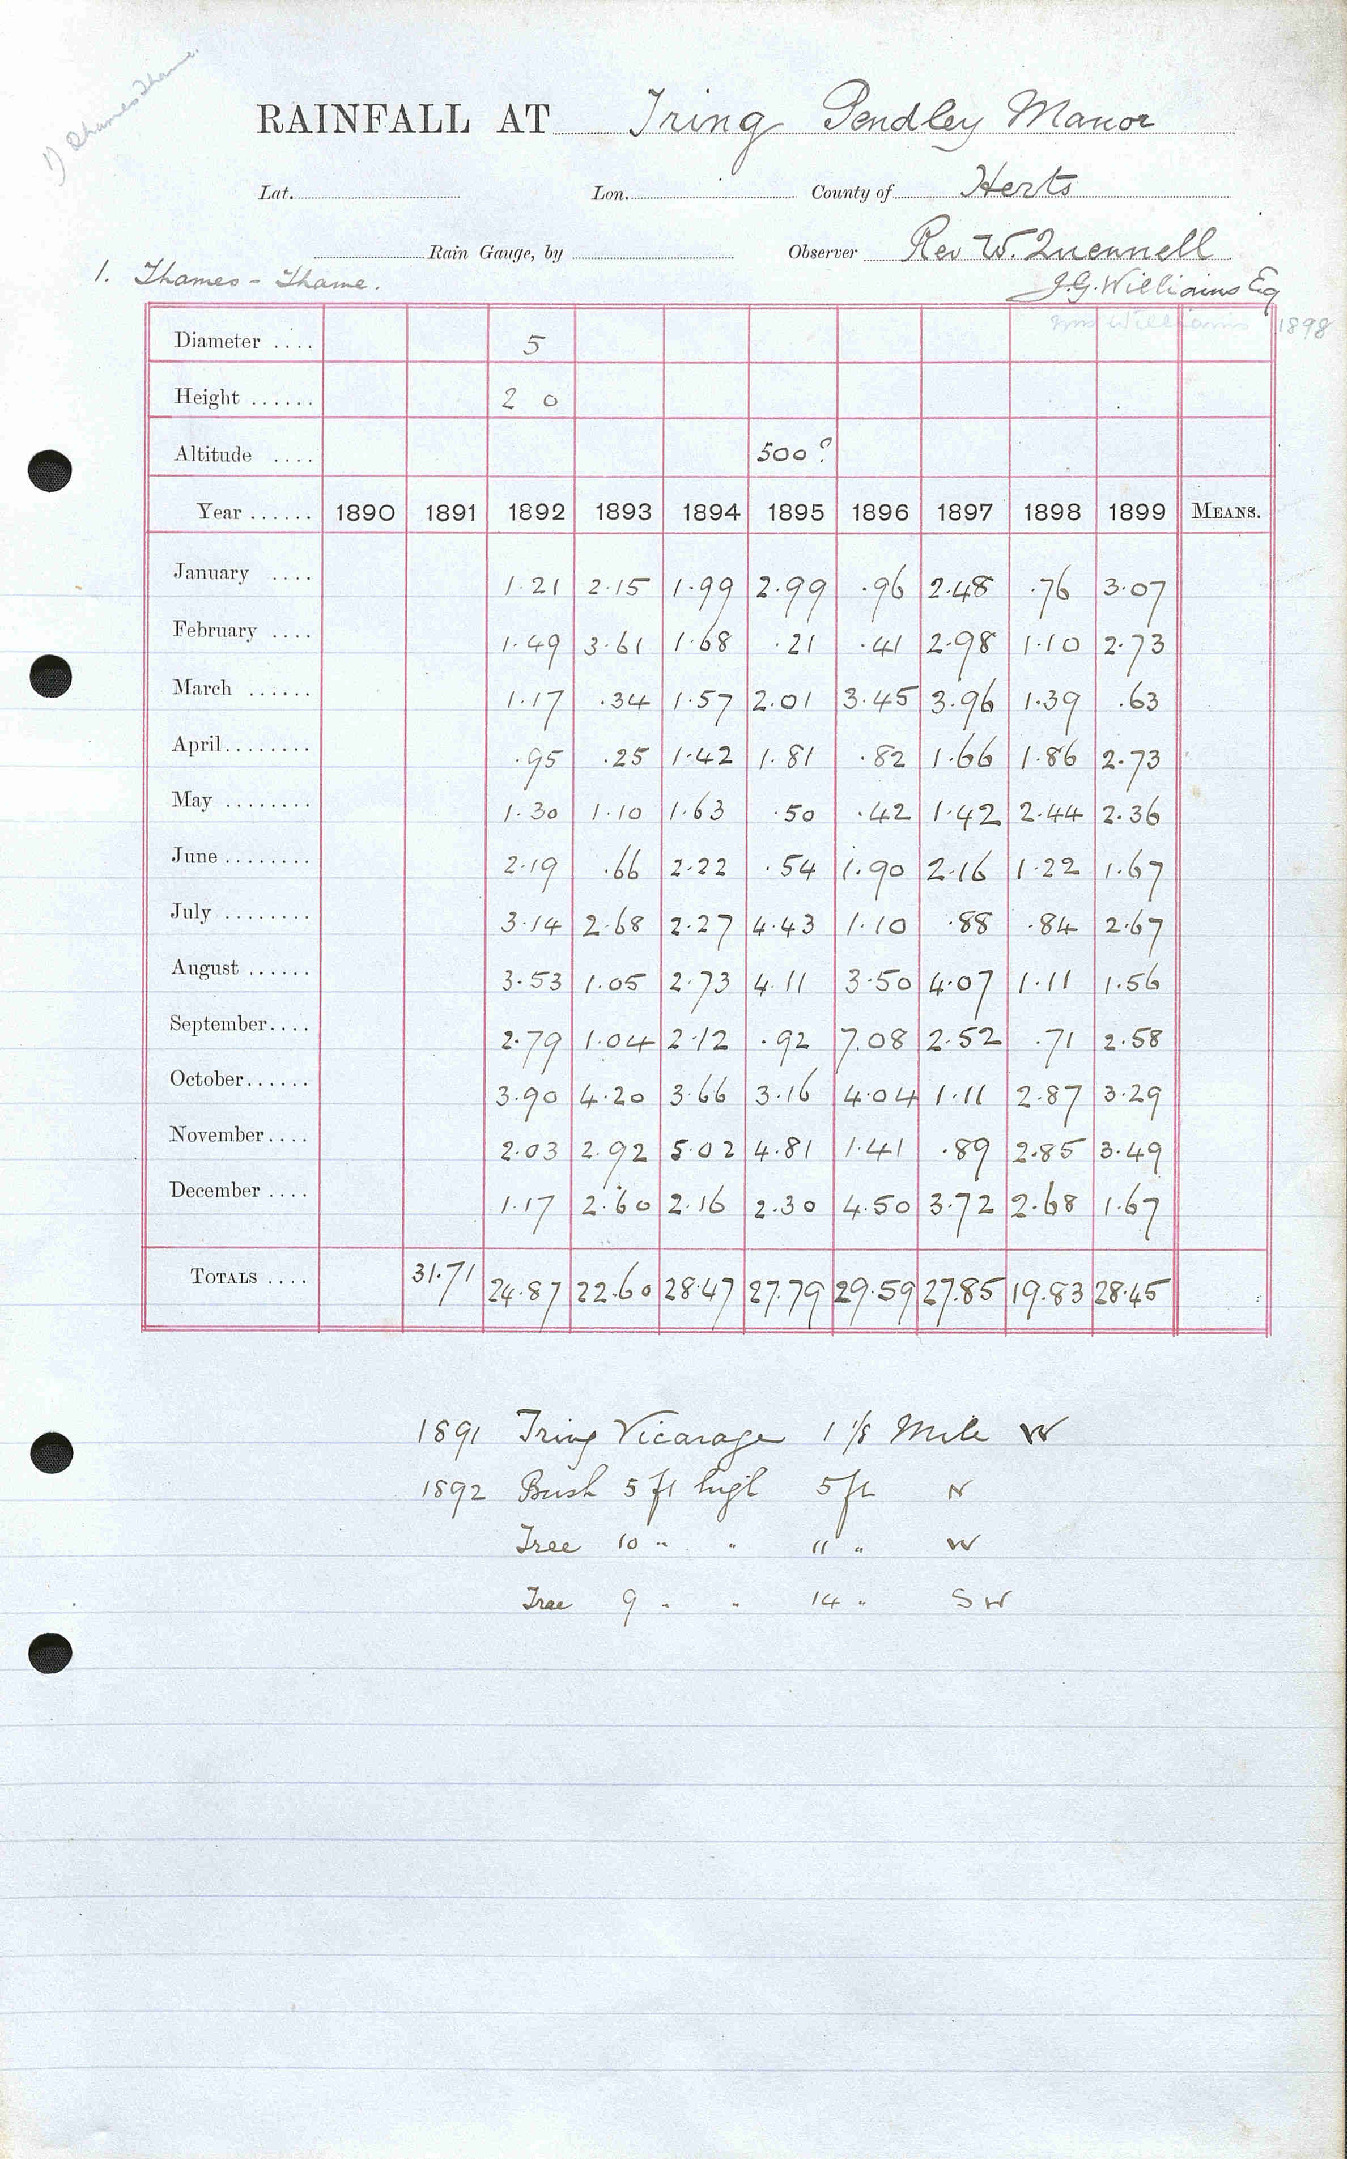 1) Thames Thame.
RAINFALL AT Tring Pendley Manor
Lat. Lon. County of Herts
Rain Gauge, by Observer Rev W. Quennell
1. Thames - Thame. J.G. Williams Esq
Mrs Williams 1898
Diameter .... 5
Height ...... 2 0
Altitude .... 500?
Year ...... 1890 1891 1892 1893 1894 1895 1896 1897 1898 1899 MEANS.
January .... 1.21 2.15 1.99 2.99 .96 2.48 .76 3.07
February .... 1.49 3.61 1.68 .21 .41 2.98 1.10 2.73
March ...... 1.17 .34 1.57 2.01 3.45 3.96 1.39 .63
April........ .95 .25 1.42 1.81 .82 1.66 1.86 2.73
May ........ 1.30 1.10 1.63 .50 .42 1.42 2.44 2.36
June ........ 2.19 .66 2.22 .54 1.90 2.16 1.22 1.67
July ........ 3.14 2.68 2.27 4.43 1.10 .88 .84 2.67
August ...... 3.53 1.05 2.73 4.11 3.50 4.07 1.11 1.56
September.... 2.79 1.04 2.12 .92 7.08 2.52 .71 2.58
October...... 3.90 4.20 3.66 3.16 4.04 1.11 2.87 3.29
November.... 2.03 2.92 5.02 4.81 1.41 .89 2.85 3.49
December .... 1.17 2.60 2.16 2.30 4.50 3.72 2.68 1.67
TOTALS .... 31.71 24.87 22.60 28.47 27.79 29.59 27.85 19.83 28.45
1891 Tring Vicarage 1 1/8 Mile W
1892 Bush 5 ft high 5 ft N
Tree 10 " " 11 " W
Tree 9 " " 14 " SW